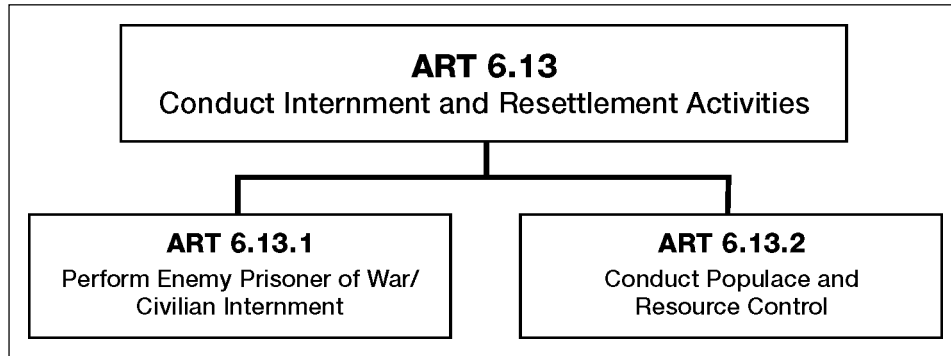 ART 6.13
Conduct Internment and Resettlement Activities
ART 6.13.1
Perform Enemy Prisoner of War/
Civilian Internment
ART 6.13.2
Conduct Populace and
Resource Control